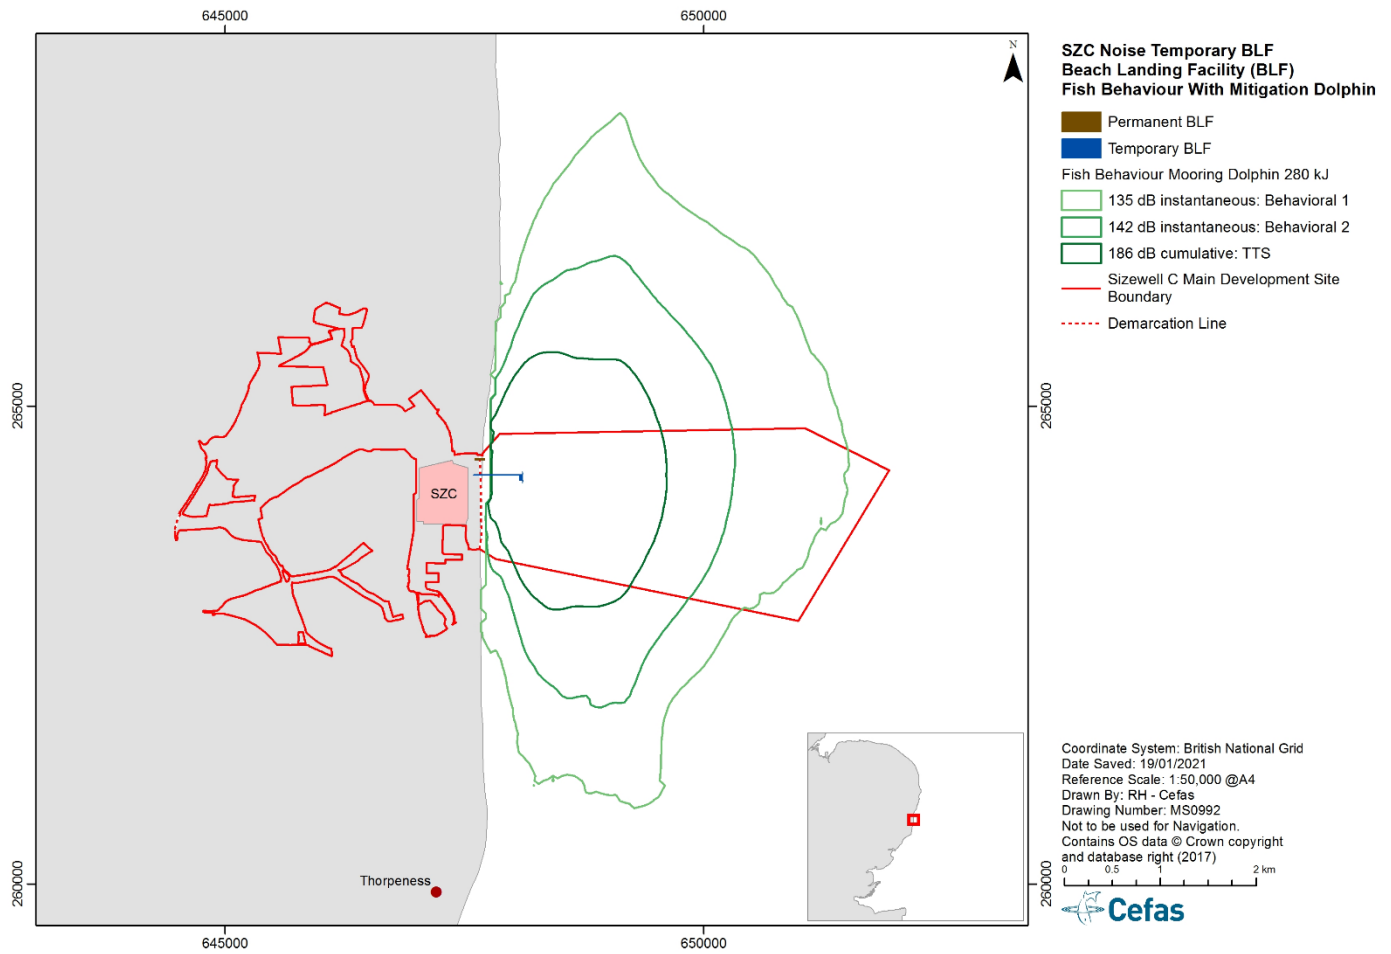 645000
650000
N
SZC Noise Temporary BLF
Beach Landing Facility (BLF)
Fish Behaviour With Mitigation Dolphin
Permanent BLF
Temporary BLF
Fish Behaviour Mooring Dolphin 280 kJ
135 dB instantaneous: Behavioral 1
142 dB instantaneous: Behavioral 2
186 dB cumulative: TTS
Sizewell C Main Development Site
Boundary
Demarcation Line
265000
265000
SZC
Thorpeness
260000
260000
Coordinate System: British National Grid
Date Saved: 19/01/2021
Reference Scale: 1:50,000 @A4
Drawn By: RH - Cefas
Drawing Number: MS0992
Not to be used for Navigation.
Contains OS data © Crown copyright
and database right (2017)
0 0.5 1 2 km
Cefas
645000
650000